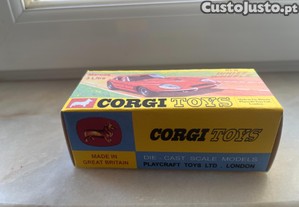 CustoJusto.pt
CORGI TOYS
CORGI TOYS
MADE IN
GREAT BRITAIN
DIE-CAST SCALE MODELS
PLAYCRAFT TOYS LTD. LONDON